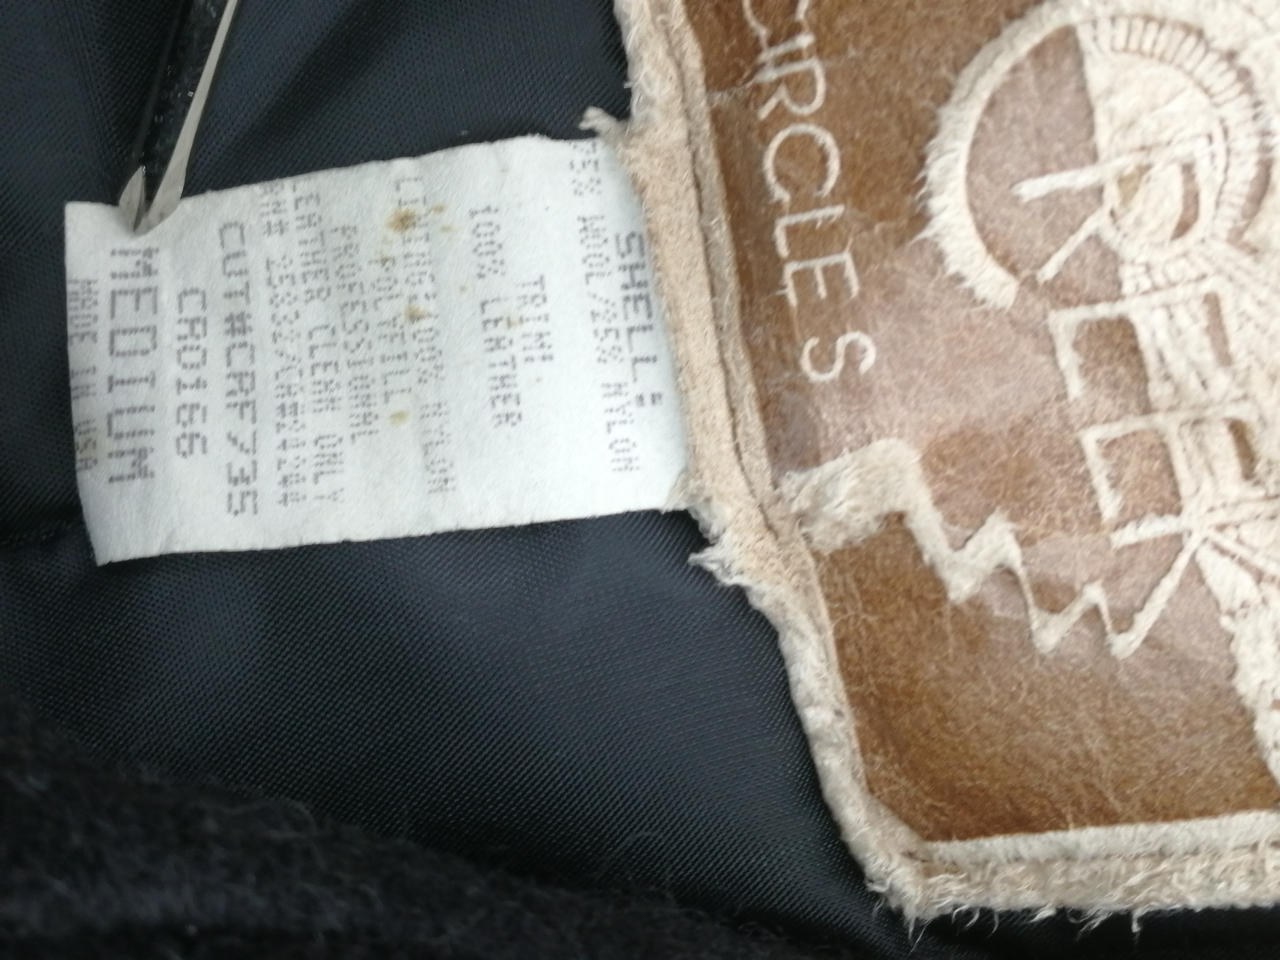 SHELL:
75% WOOL/25% NYLON
TRIM:
100% LEATHER
LINING: 100% NYLON
POLYFILL
PROFESSIONAL
LEATHER CLEAN ONLY
CUT#CRF735
CR0166
MEDIUM
MADE IN USA
CIRCLES
CREEK